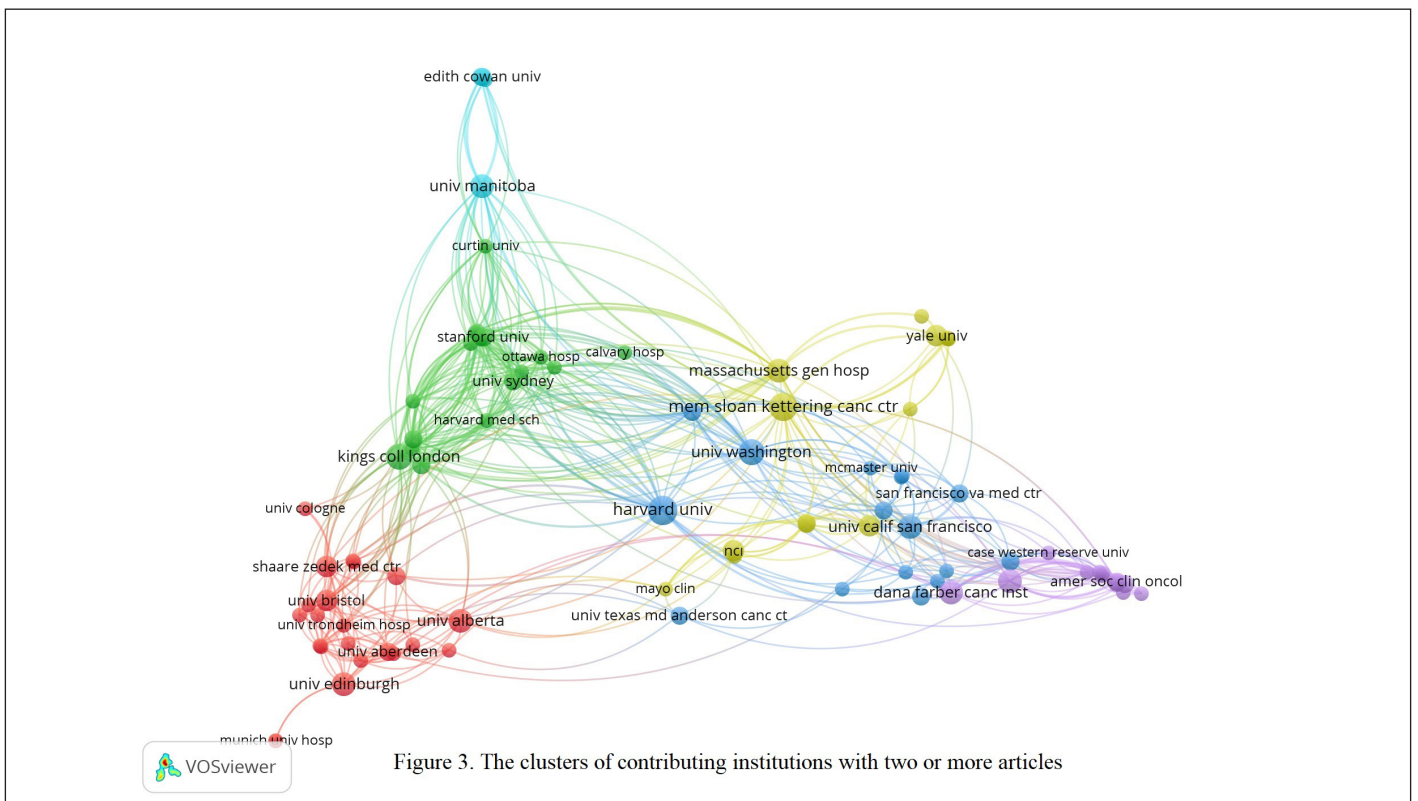 edith cowan univ
univ manitoba
curtin univ
stanford univ
ottawa hosp
calvary hosp
univ sydney
harvard med sch
kings coll london
massachusetts gen hosp
yale univ
mem sloan kettering canc ctr
univ washington
mcmaster univ
san francisco va med ctr
harvard univ
univ calif san francisco
univ cologne
nci
case western reserve univ
shaare zedek med ctr
amer soc clin oncol
mayo clin
dana farber canc inst
univ bristol
univ texas md anderson canc ct
univ trondheim hosp
univ alberta
univ aberdeen
univ edinburgh
munich univ hosp
VOSviewer
Figure 3. The clusters of contributing institutions with two or more articles